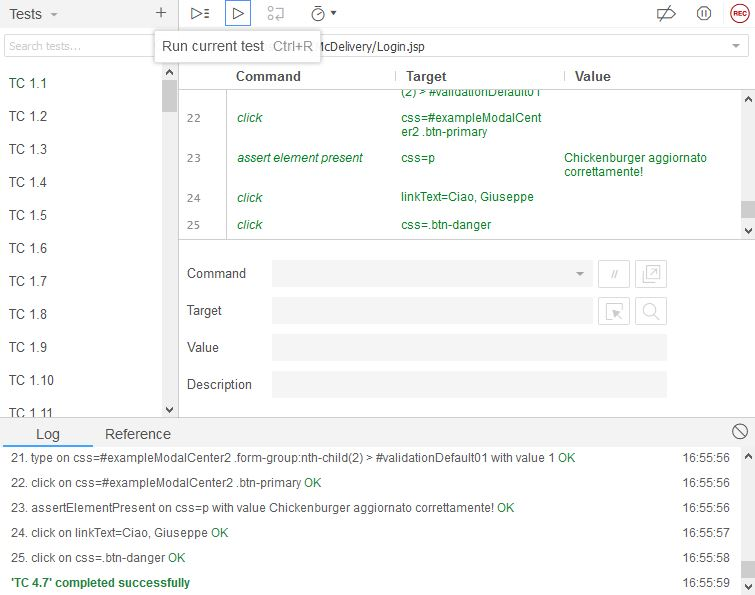 Tests
REC
Search tests...
Run current test Ctrl+R
McDelivery/Login.jsp
Command Target Value
(2) > #validationDefault01
22 click css=#exampleModalCent
er2 .btn-primary
23 assert element present css=p Chickenburger aggiornato
correttamente!
24 click linkText=Ciao, Giuseppe
25 click css=.btn-danger
TC 1.1
TC 1.2
TC 1.3
TC 1.4
TC 1.5
TC 1.6
TC 1.7
TC 1.8
TC 1.9
TC 1.10
TC 1.11
Command //
Target
Value
Description
Log Reference
21. type on css=#exampleModalCenter2 .form-group:nth-child(2) > #validationDefault01 with value 1 OK 16:55:56
22. click on css=#exampleModalCenter2 .btn-primary OK 16:55:56
23. assertElementPresent on css=p with value Chickenburger aggiornato correttamente! OK 16:55:56
24. click on linkText=Ciao, Giuseppe OK 16:55:57
25. click on css=.btn-danger OK 16:55:58
'TC 4.7' completed successfully 16:55:59